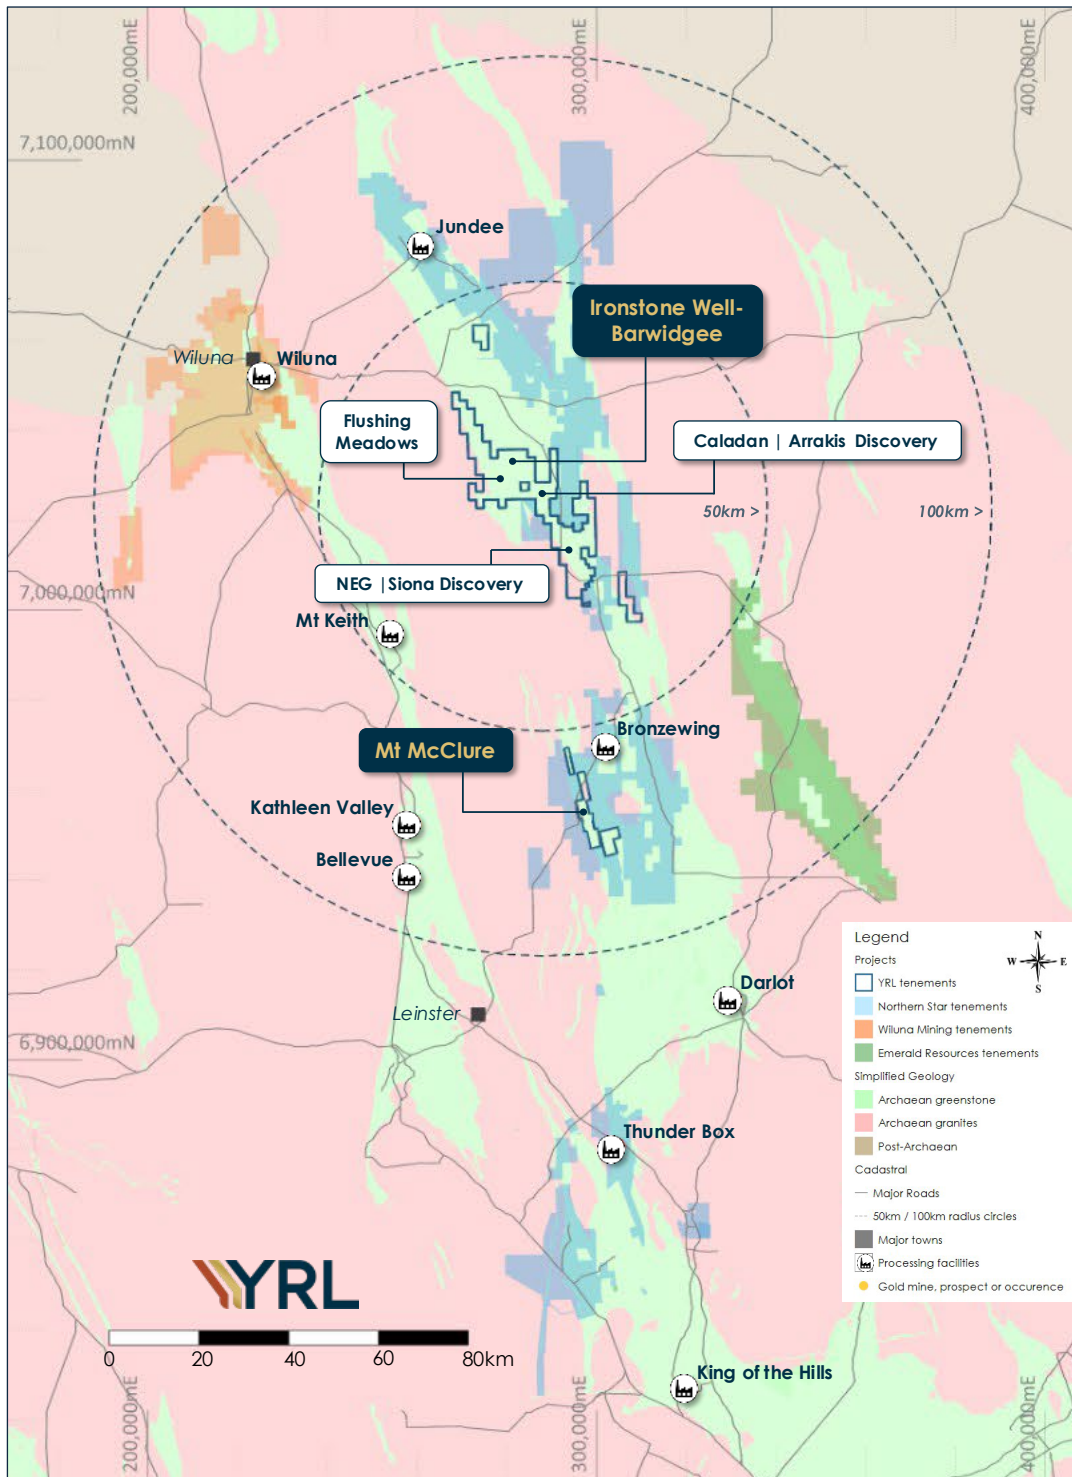 200,000mE
300,000mE
400,000mE
7,100,000mN
Jundee
Ironstone Well-
Barwidgee
Wiluna
Wiluna
Flushing
Meadows
Caladan | Arrakis Discovery
50km >
100km >
NEG | Siona Discovery
7,000,000mN
Mt Keith
Bronzewing
Mt McClure
Kathleen Valley
Bellevue
Darlot
Leinster
6,900,000mN
Thunder Box
King of the Hills
Legend
N
W
E
S
Projects
YRL tenements
Northern Star tenements
Wiluna Mining tenements
Emerald Resources tenements
Simplified Geology
Archaean greenstone
Archaean granites
Post-Archaean
Cadastral
Major Roads
50km / 100km radius circles
Major towns
Processing facilities
Gold mine, prospect or occurence
YRL
0 20 40 60 80km
200,000mE
300,000mE
400,000mE